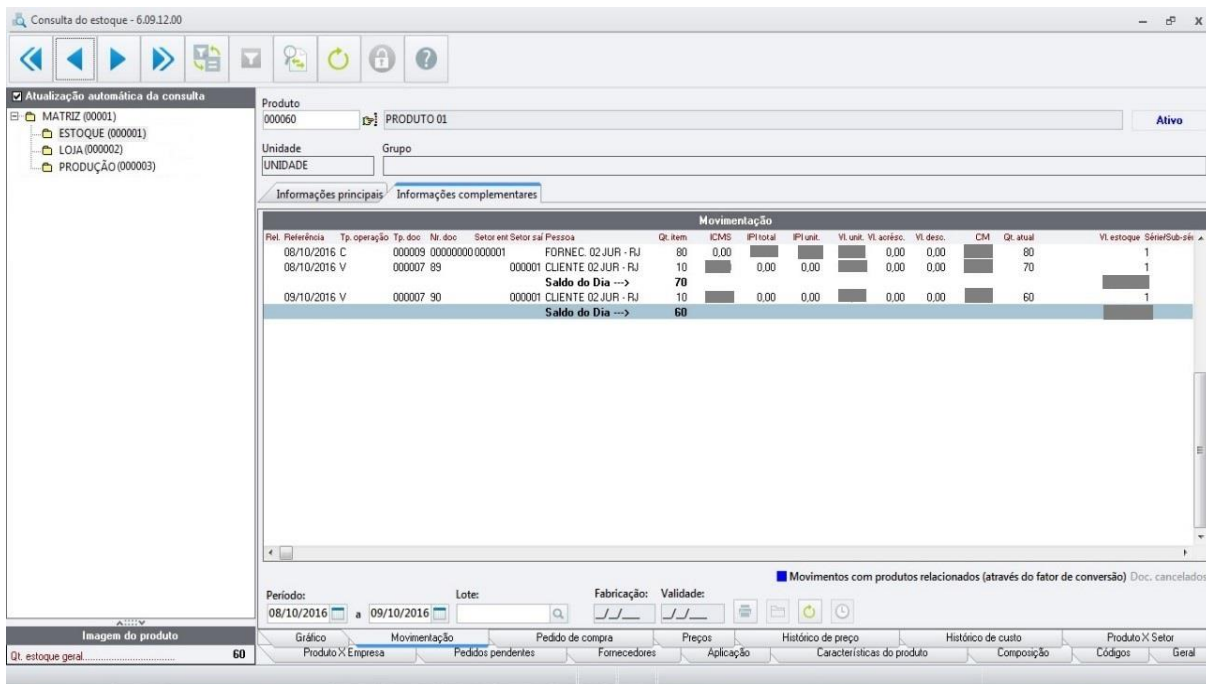 Consulta do estoque - 6.09.12.00
Atualização automática da consulta
MATRIZ (00001)
ESTOQUE (000001)
LOJA (000002)
PRODUÇÃO (000003)
Produto
000060 PRODUTO 01 Ativo
Unidade Grupo
UNIDADE
Informações principais Informações complementares
Movimentação
Rel. Referência Tp. operação Tp. doc Nr. doc Setor ent Setor saí Pessoa Qt. item ICMS IPI total IPI unit. Vl. unit. Vl. acrésc. Vl. desc. CM Qt. atual Vl. estoque Série/Sub-séri
08/10/2016 C 000009 00000000 000001 FORNEC. 02 JUR - RJ 80 0,00 0,00 0,00 80 1
08/10/2016 V 000007 89 000001 CLIENTE 02 JUR - RJ 10 0,00 0,00 0,00 0,00 70 1
Saldo do Dia ---> 70
09/10/2016 V 000007 90 000001 CLIENTE 02 JUR - RJ 10 0,00 0,00 0,00 0,00 60 1
Saldo do Dia ---> 60
Movimentos com produtos relacionados (através do fator de conversão) Doc. cancelados
Período: Lote: Fabricação: Validade:
08/10/2016 a 09/10/2016 _/_/__ _/_/__
Imagem do produto
Qt. estoque geral................................... 60
Gráfico Movimentação Pedido de compra Preços Histórico de preço Histórico de custo Produto X Setor
Produto X Empresa Pedidos pendentes Fornecedores Aplicação Características do produto Composição Códigos Geral